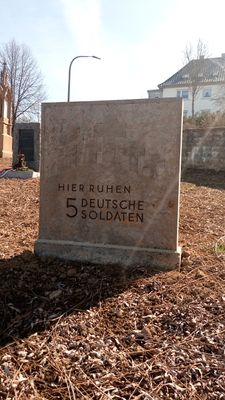 HIER RUHEN
5 DEUTSCHE
SOLDATEN